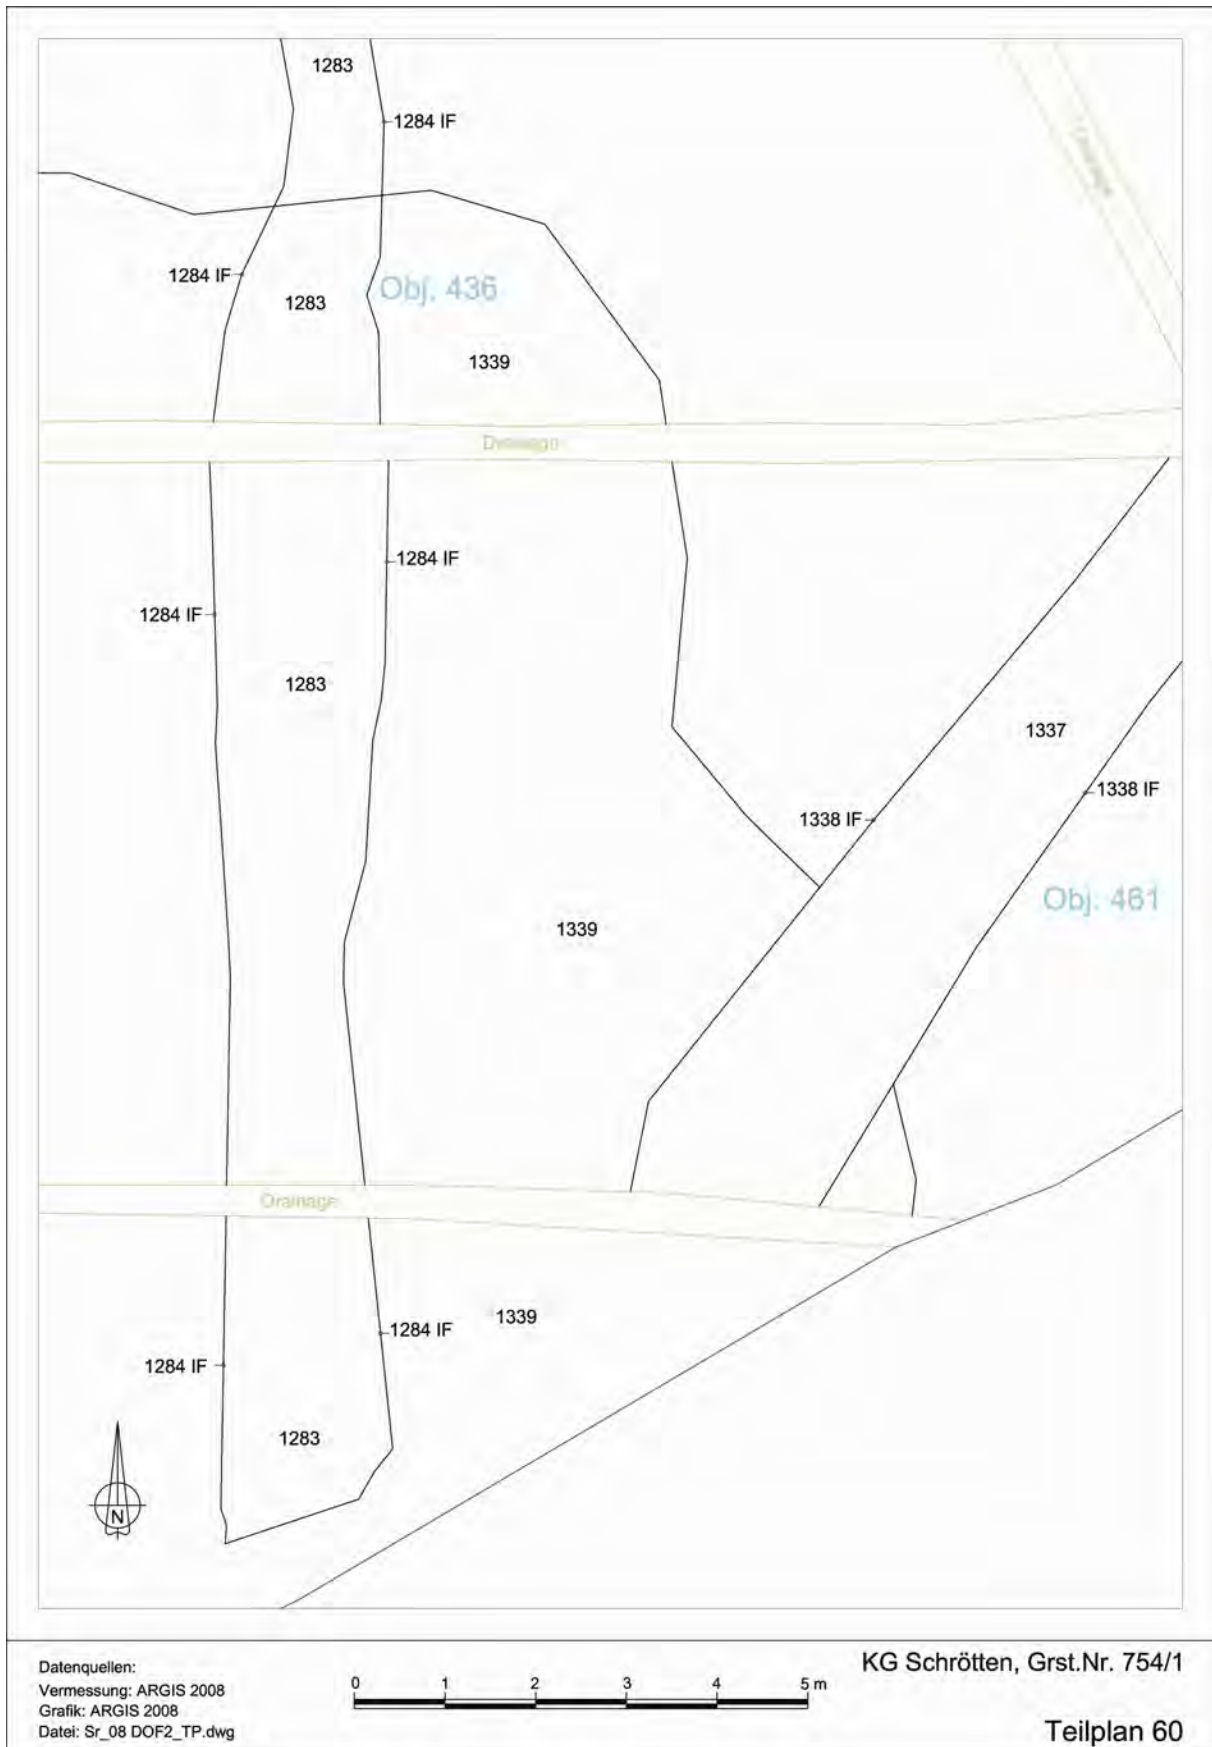 1283
1284 IF
1284 IF
1283
Obj. 436
1339
Drainage
1284 IF
1284 IF
1283
1337
1338 IF
1338 IF
Obj. 461
1339
Drainage
1339
1284 IF
1284 IF
1283
N
Datenquellen:
Vermessung: ARGIS 2008
Grafik: ARGIS 2008
Datei: Sr_08 DOF2_TP.dwg
0 1 2 3 4 5 m
KG Schrötten, Grst.Nr. 754/1
Teilplan 60